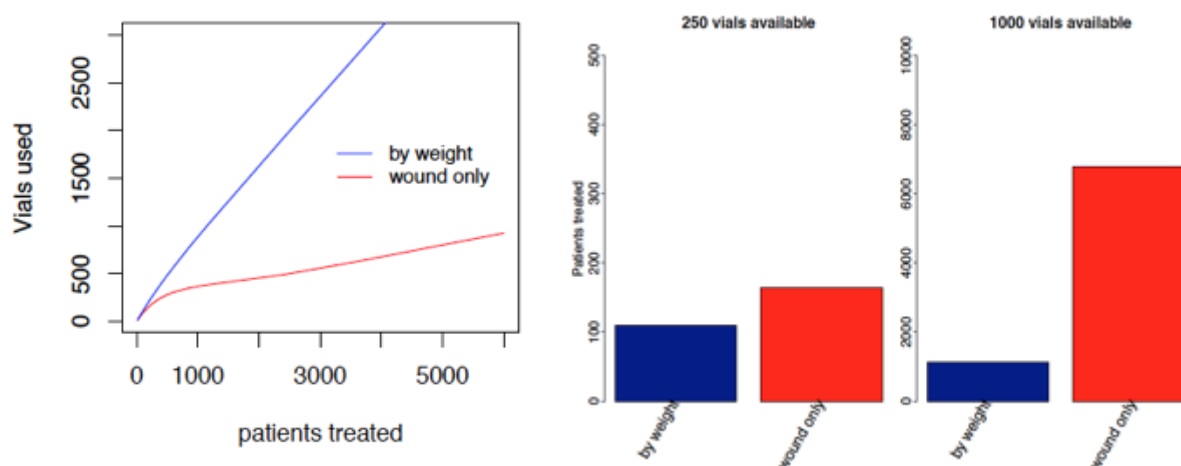 Vials used
2500
1500
500
0
by weight
wound only
0 1000 3000 5000
patients treated
250 vials available
Patients treated
500
400
300
200
100
0
by weight
wound only
1000 vials available
10000
8000
6000
4000
2000
0
by weight
wound only